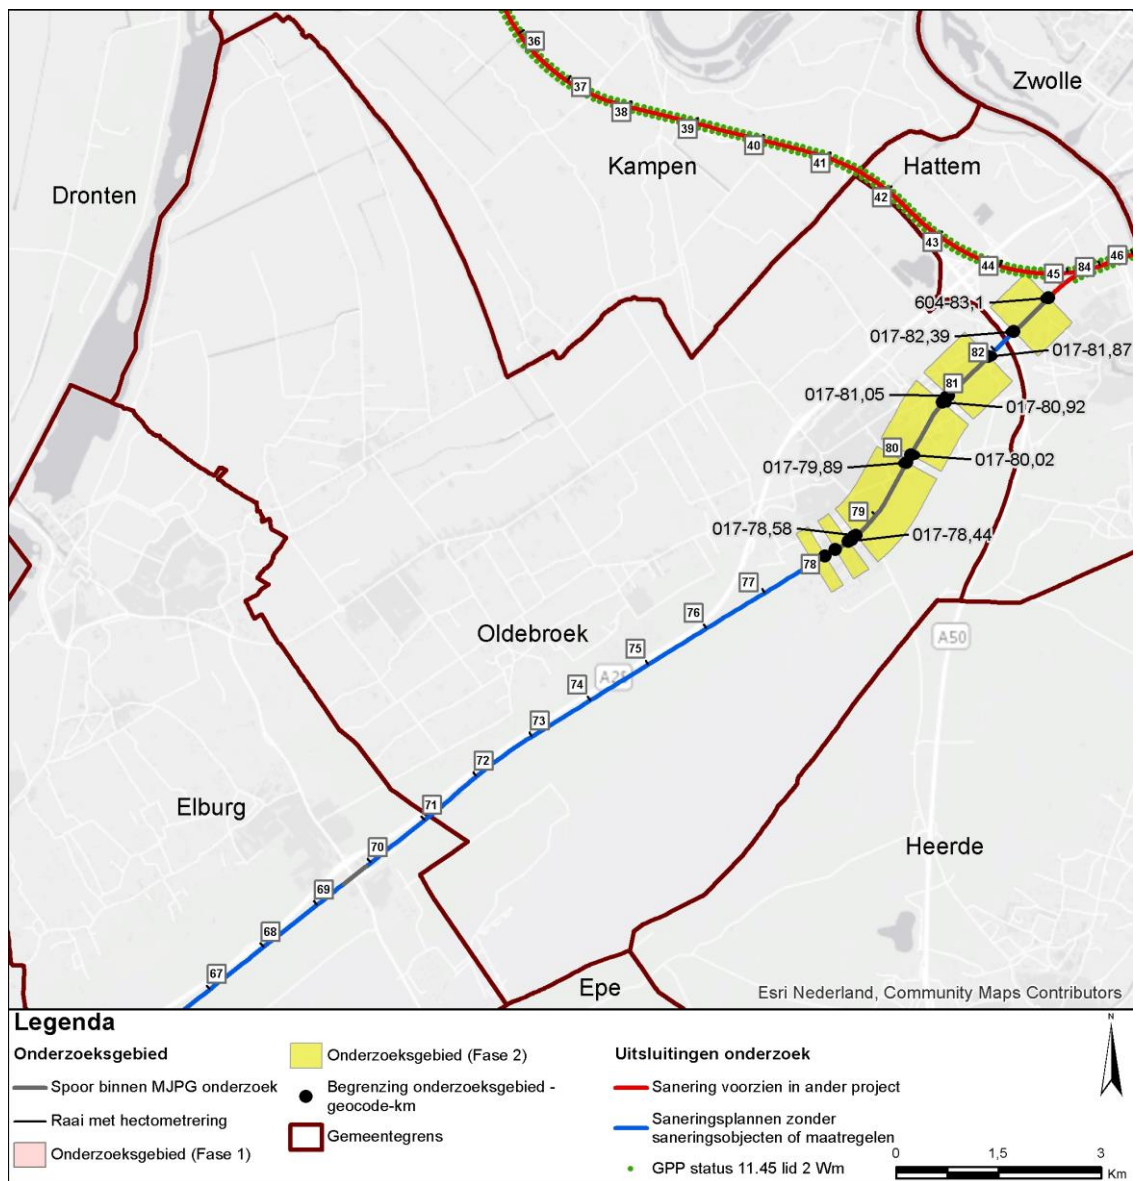 36
37
38
39
40
41
42
43
44
45
84
46
Zwolle
Kampen
Hattem
Dronten
604-83,1
017-82,39
82
017-81,87
81
017-81,05
017-80,92
80
017-80,02
017-79,89
79
017-78,58
017-78,44
78
77
76
Oldebroek
A50
75
74
A28
73
72
71
Elburg
70
Heerde
69
68
67
Epe
Esri Nederland, Community Maps Contributors
Legenda
Onderzoeksgebied
Spoor binnen MJPG onderzoek
Raai met hectometrering
Onderzoeksgebied (Fase 1)
Onderzoeksgebied (Fase 2)
Begrenzing onderzoeksgebied -
geocode-km
Gemeentegrens
Uitsluitingen onderzoek
Sanering voorzien in ander project
Saneringsplannen zonder
saneringsobjecten of maatregelen
GPP status 11.45 lid 2 Wm
N
0 1,5 3
Km